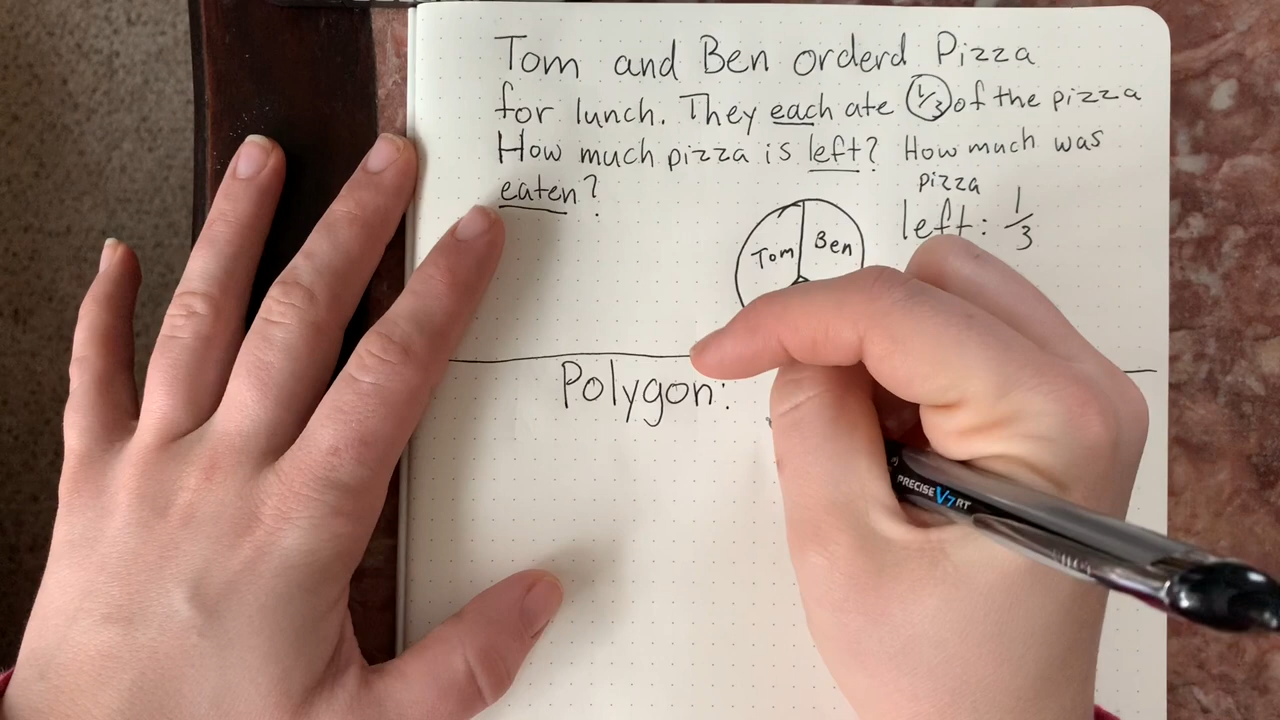 Tom and Ben orderd Pizza
for lunch. They each ate 1/3 of the pizza
How much pizza is left? How much was
eaten?
pizza
left: 1/3
Tom
Ben
Polygon:
PRECISE V7 RT